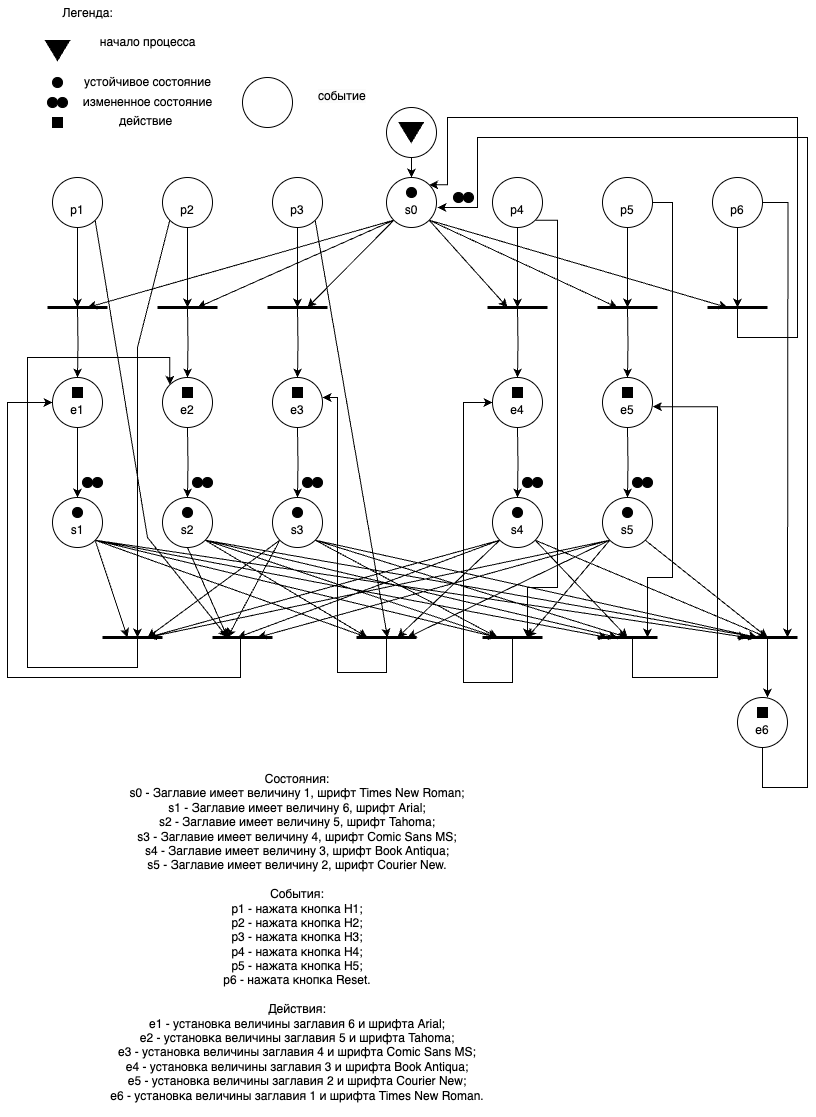 Легенда:
начало процесса
устойчивое состояние
измененное состояние
действие
событие
p1
p2
p3
s0
p4
p5
p6
e1
e2
e3
e4
e5
s1
s2
s3
s4
s5
e6
Состояния:
s0 - Заглавие имеет величину 1, шрифт Times New Roman;
s1 - Заглавие имеет величину 6, шрифт Arial;
s2 - Заглавие имеет величину 5, шрифт Tahoma;
s3 - Заглавие имеет величину 4, шрифт Comic Sans MS;
s4 - Заглавие имеет величину 3, шрифт Book Antiqua;
s5 - Заглавие имеет величину 2, шрифт Courier New.
События:
p1 - нажата кнопка H1;
p2 - нажата кнопка H2;
p3 - нажата кнопка H3;
p4 - нажата кнопка H4;
p5 - нажата кнопка H5;
p6 - нажата кнопка Reset.
Действия:
e1 - установка величины заглавия 6 и шрифта Arial;
e2 - установка величины заглавия 5 и шрифта Tahoma;
e3 - установка величины заглавия 4 и шрифта Comic Sans MS;
e4 - установка величины заглавия 3 и шрифта Book Antiqua;
e5 - установка величины заглавия 2 и шрифта Courier New;
e6 - установка величины заглавия 1 и шрифта Times New Roman.